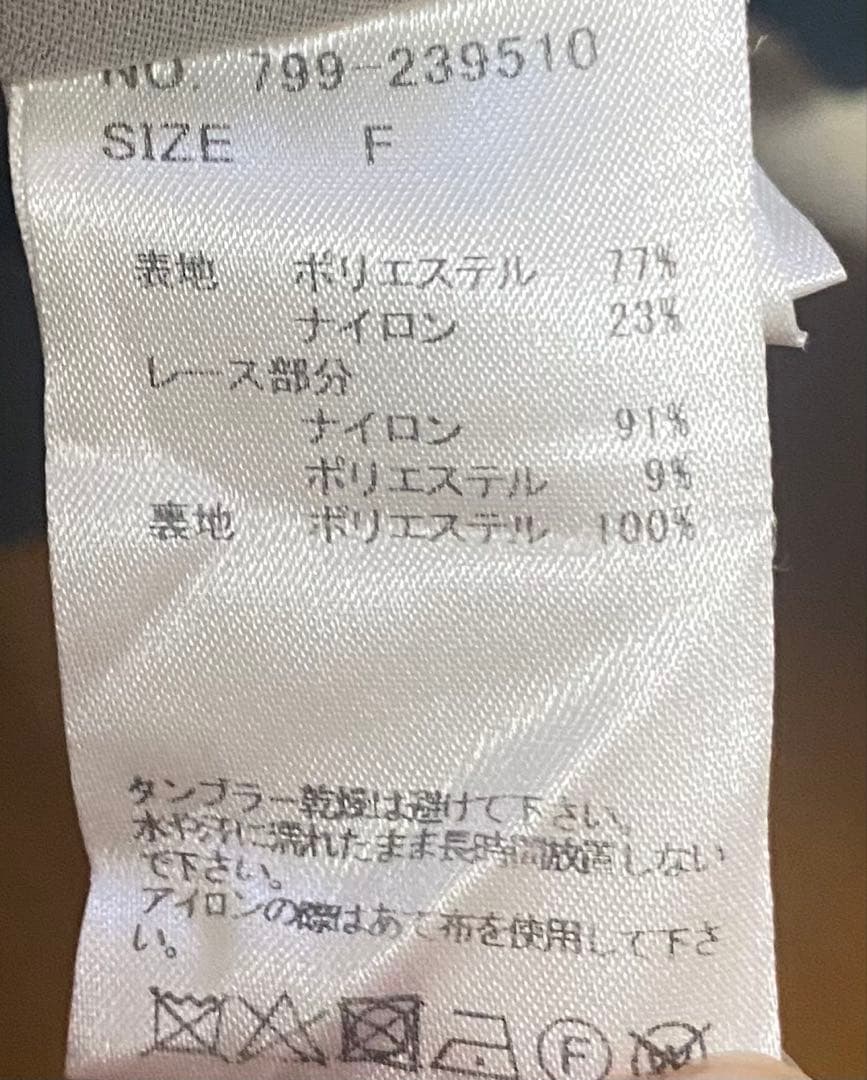 NO. 799-239510
SIZE F
表地 ポリエステル 77%
ナイロン 23%
レース部分
ナイロン 91%
ポリエステル 9%
裏地 ポリエステル 100%
タンブラー乾燥は避けて下さい。
水や汗に濡れたまま長時間放置しない
で下さい。
アイロンの際はあて布を使用して下さ
い。
F